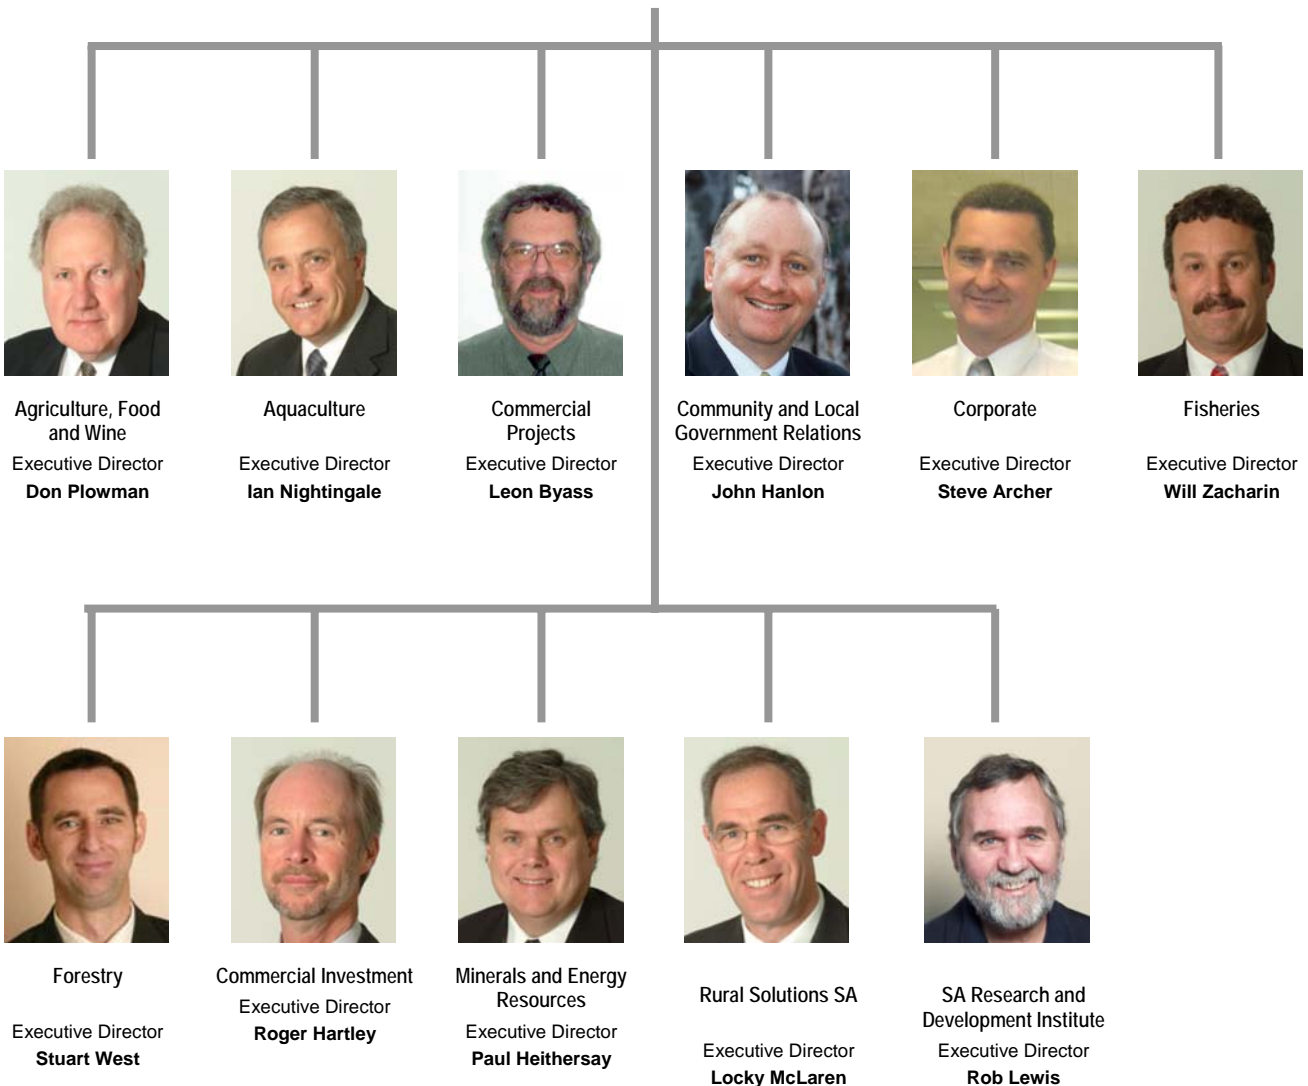 Agriculture, Food
and Wine
Executive Director
Don Plowman
Aquaculture
Executive Director
Ian Nightingale
Commercial
Projects
Executive Director
Leon Byass
Community and Local
Government Relations
Executive Director
John Hanlon
Corporate
Executive Director
Steve Archer
Fisheries
Executive Director
Will Zacharin
Forestry
Executive Director
Stuart West
Commercial Investment
Executive Director
Roger Hartley
Minerals and Energy
Resources
Executive Director
Paul Heithersay
Rural Solutions SA
Executive Director
Locky McLaren
SA Research and
Development Institute
Executive Director
Rob Lewis